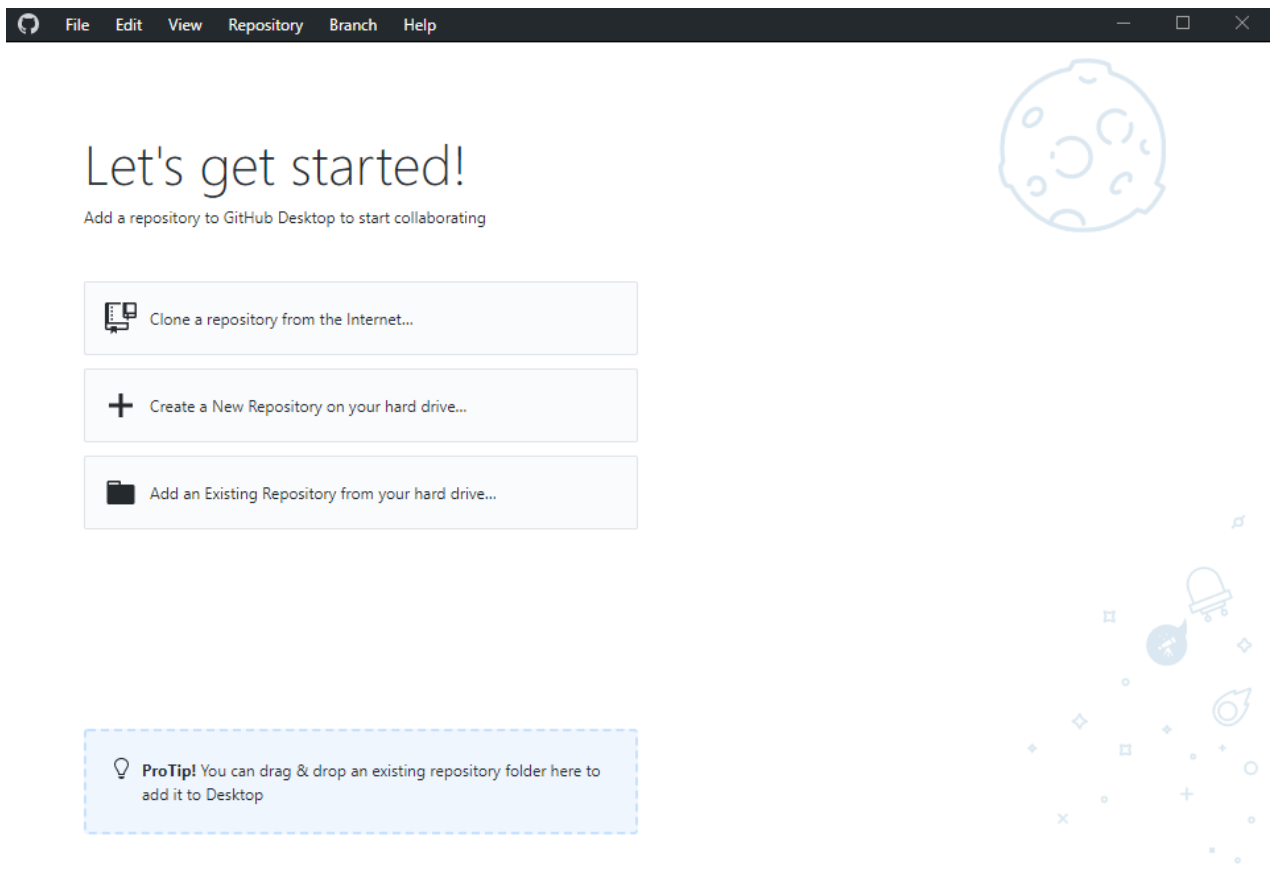 File Edit View Repository Branch Help
Let's get started!
Add a repository to GitHub Desktop to start collaborating
Clone a repository from the Internet...
Create a New Repository on your hard drive...
Add an Existing Repository from your hard drive...
ProTip! You can drag & drop an existing repository folder here to
add it to Desktop